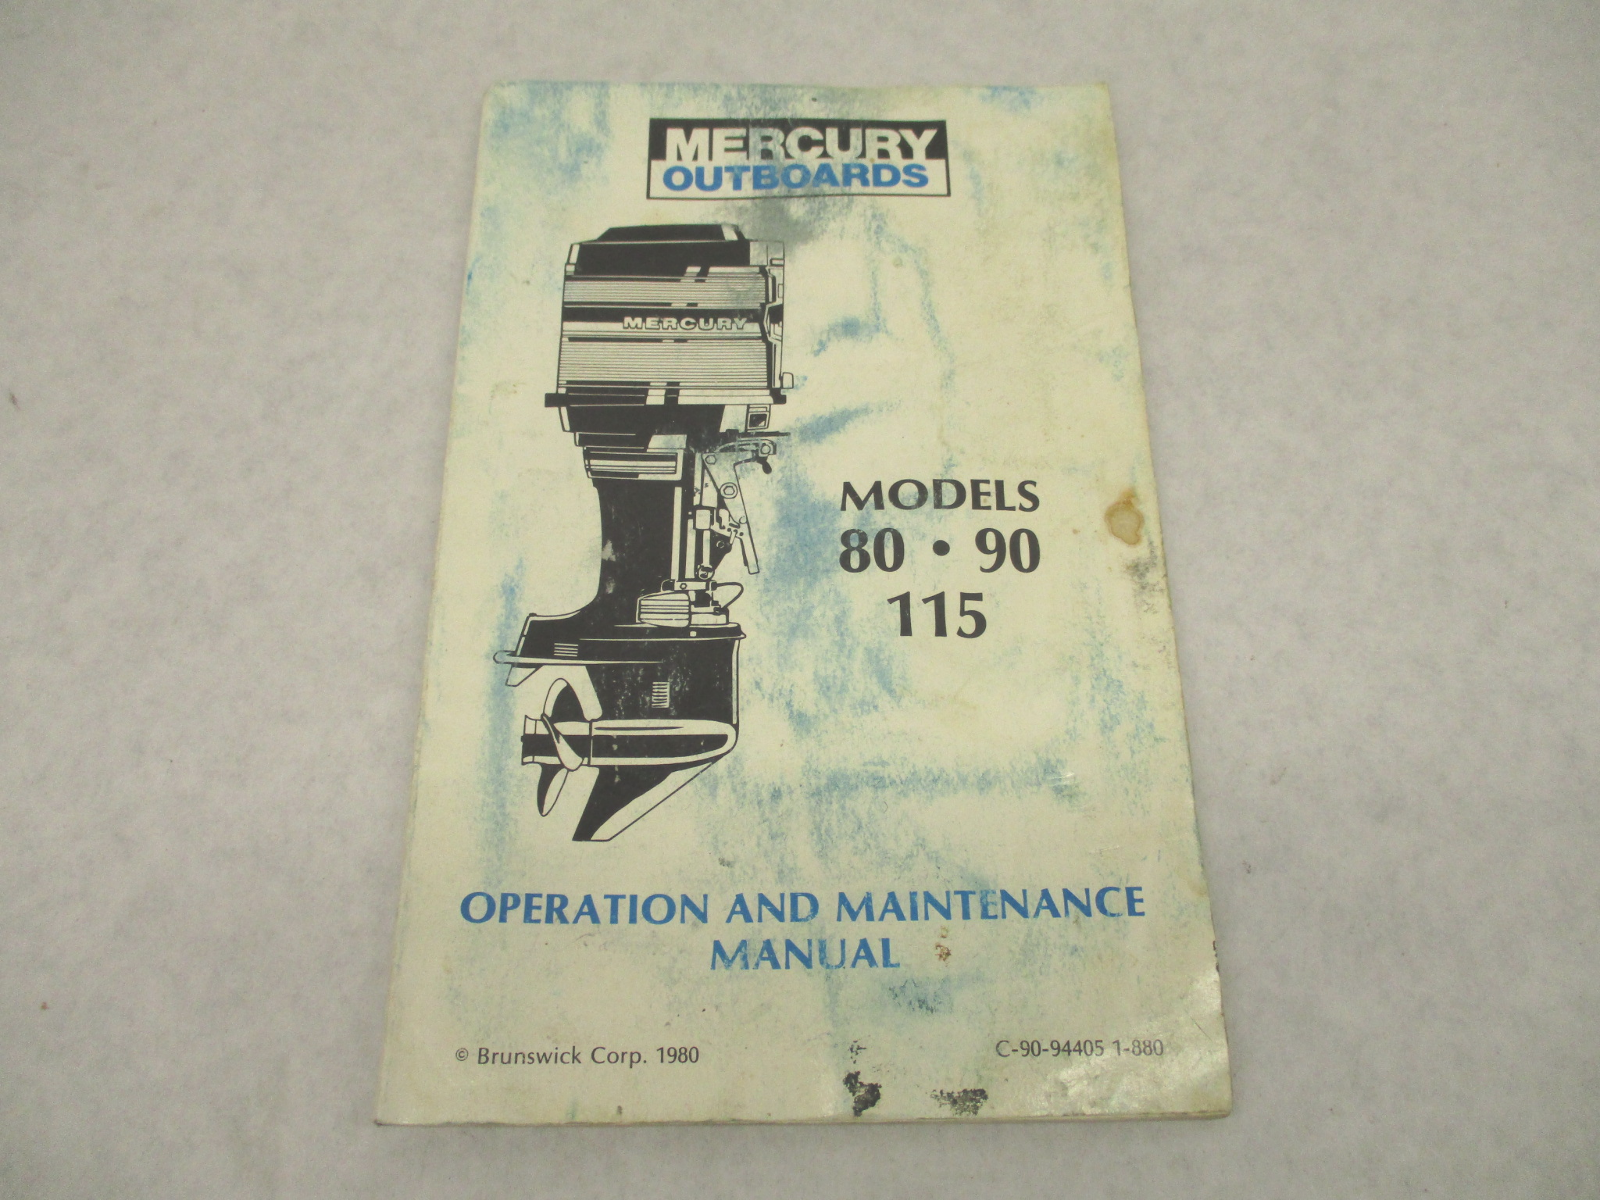 MERCURY
OUTBOARDS
MERCURY
MODELS
80 • 90
115
OPERATION AND MAINTENANCE
MANUAL
© Brunswick Corp. 1980
C-90-94405 1-880